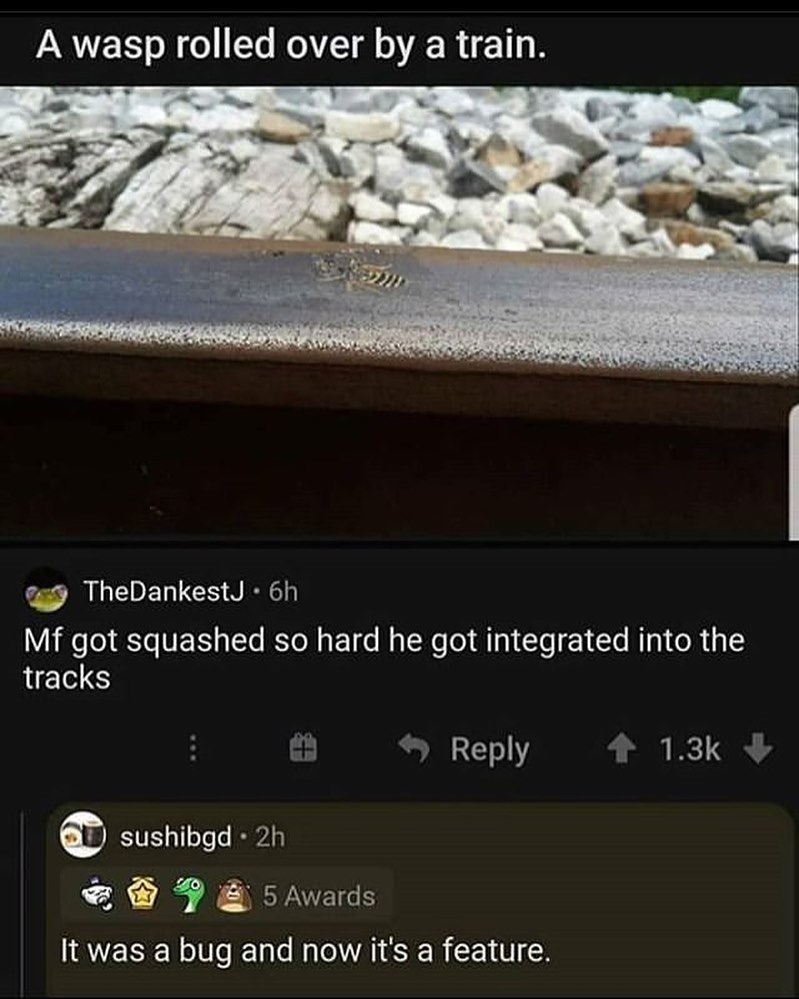 A wasp rolled over by a train.
TheDankestJ • 6h
Mf got squashed so hard he got integrated into the
tracks
Reply 1.3k
sushibgd • 2h
5 Awards
It was a bug and now it's a feature.